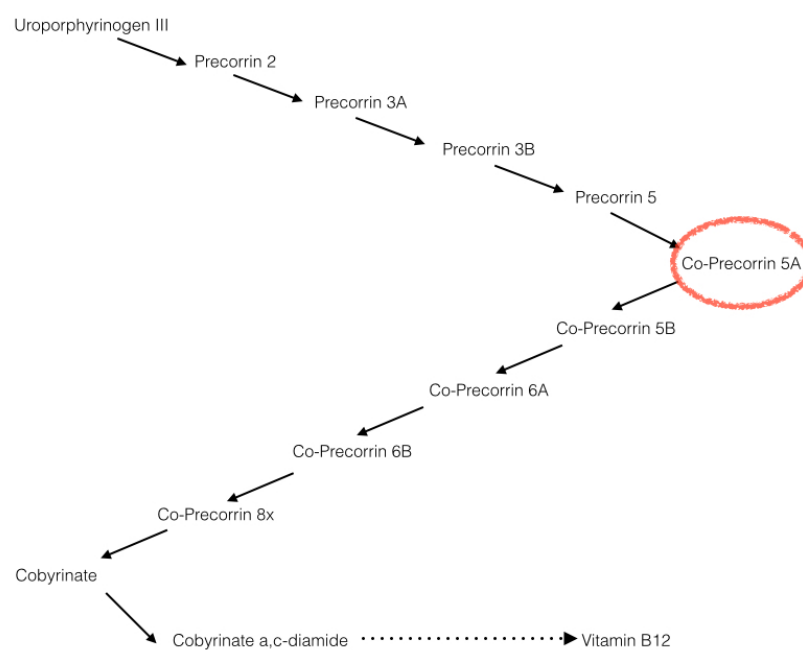 Uroporphyrinogen III
Precorrin 2
Precorrin 3A
Precorrin 3B
Precorrin 5
Co-Precorrin 5A
Co-Precorrin 5B
Co-Precorrin 6A
Co-Precorrin 6B
Co-Precorrin 8x
Cobyrinate
Cobyrinate a,c-diamide
Vitamin B12